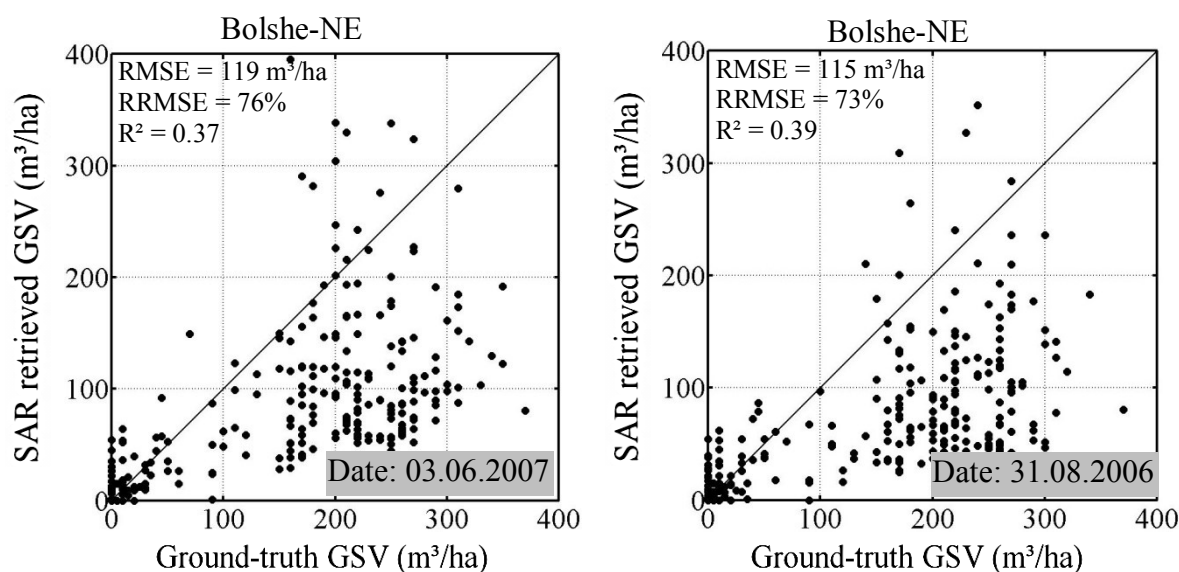 Bolshe-NE
RMSE = 119 m³/ha
RRMSE = 76%
R² = 0.37
SAR retrieved GSV (m³/ha)
400
300
200
100
0
Date: 03.06.2007
0 100 200 300 400
Ground-truth GSV (m³/ha)
Bolshe-NE
RMSE = 115 m³/ha
RRMSE = 73%
R² = 0.39
SAR retrieved GSV (m³/ha)
400
300
200
100
0
Date: 31.08.2006
0 100 200 300 400
Ground-truth GSV (m³/ha)